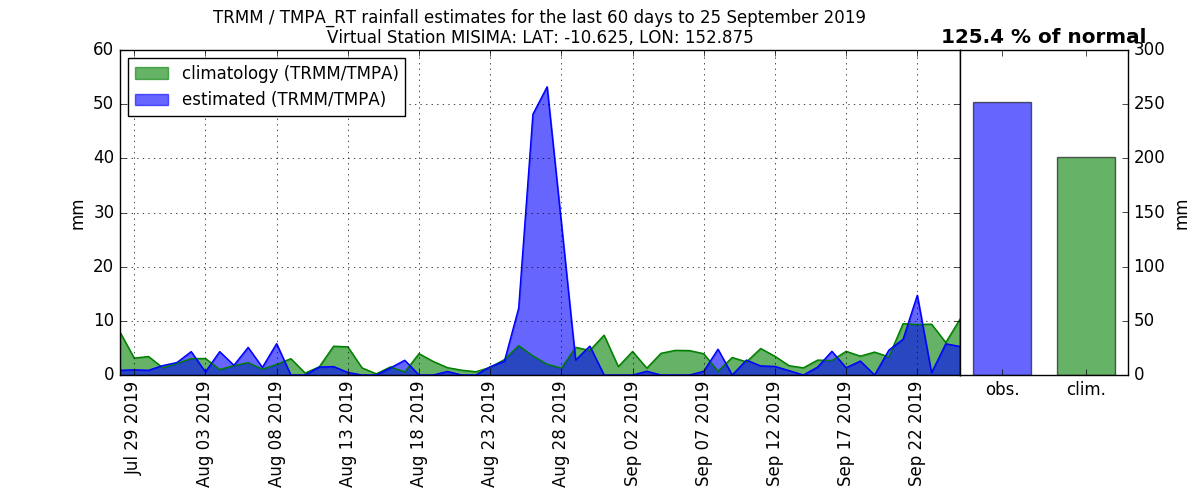 TRMM / TMPA_RT rainfall estimates for the last 60 days to 25 September 2019
Virtual Station MISIMA: LAT: -10.625, LON: 152.875
125.4 % of normal
climatology (TRMM/TMPA)
estimated (TRMM/TMPA)
60
50
40
30
20
10
0
mm
Jul 29 2019
Aug 03 2019
Aug 08 2019
Aug 13 2019
Aug 18 2019
Aug 23 2019
Aug 28 2019
Sep 02 2019
Sep 07 2019
Sep 12 2019
Sep 17 2019
Sep 22 2019
300
250
200
150
100
50
0
mm
obs.
clim.